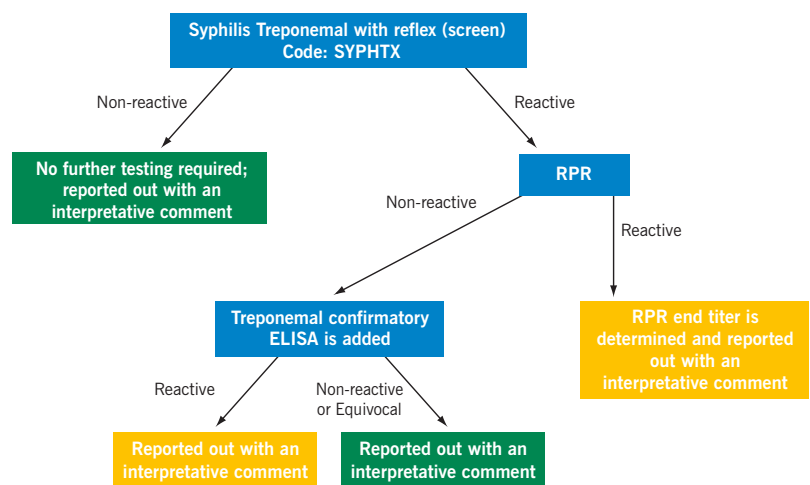 Syphilis Treponemal with reflex (screen)
Code: SYPHTX
Non-reactive
Reactive
No further testing required;
reported out with an
interpretative comment
RPR
Non-reactive
Reactive
Treponemal confirmatory
ELISA is added
RPR end titer is
determined and reported
out with an
interpretative comment
Reactive
Non-reactive
or Equivocal
Reported out with an
interpretative comment
Reported out with an
interpretative comment